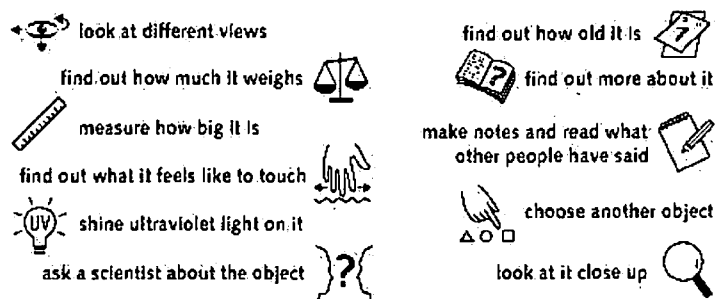 look at different views
find out how much it weighs
measure how big it is
find out what it feels like to touch
UV
shine ultraviolet light on it
ask a scientist about the object
?
find out how old it is
?
?
find out more about it
make notes and read what
other people have said
choose another object
look at it close up